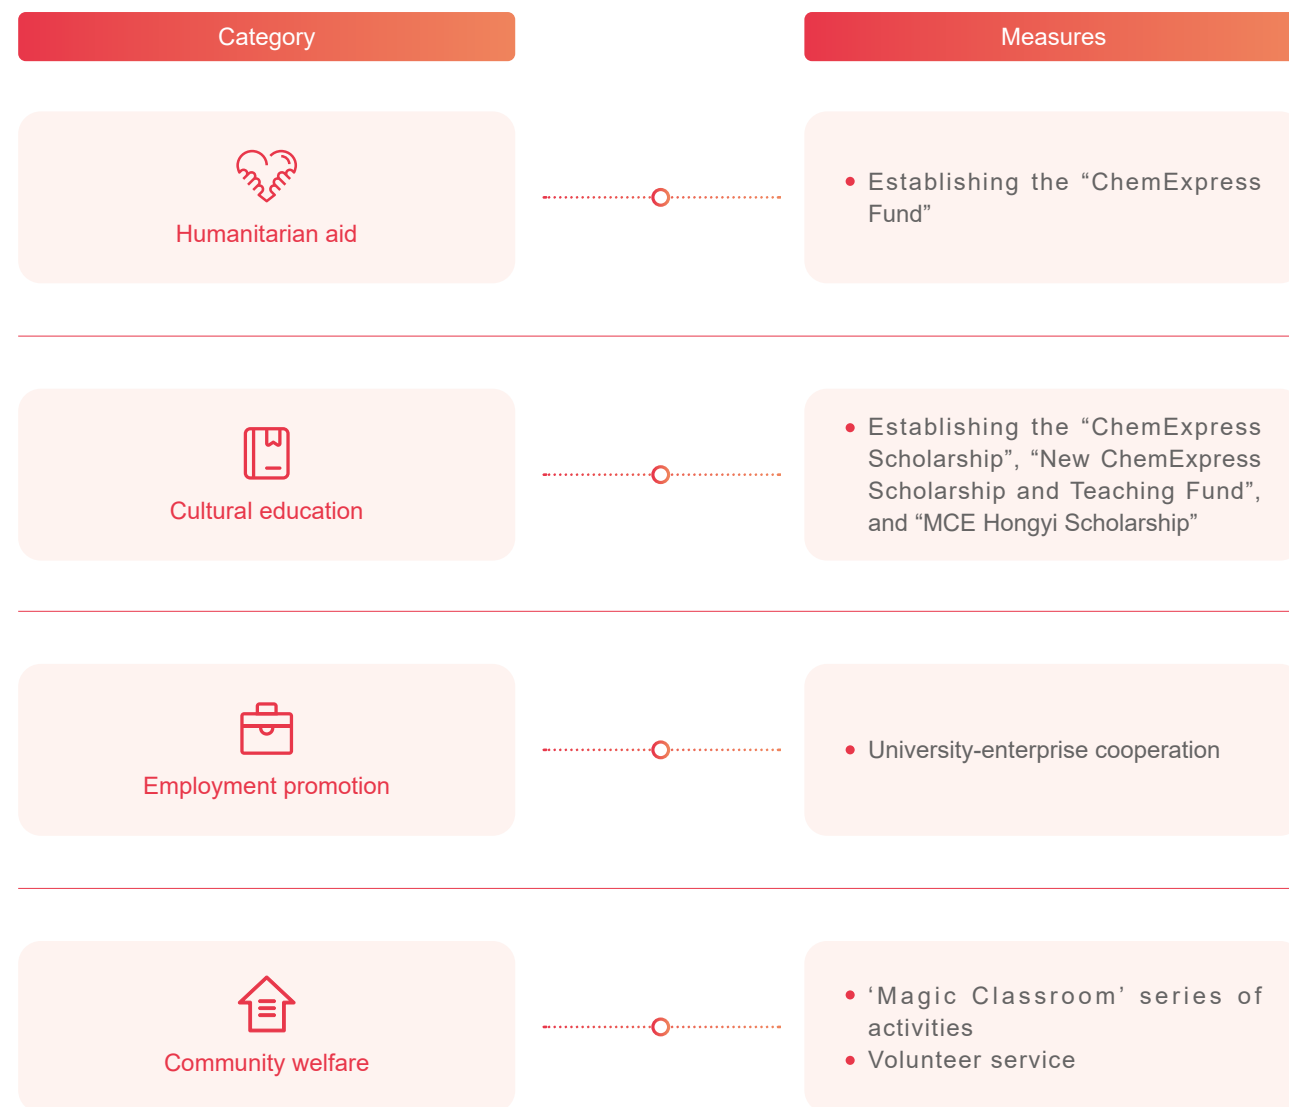 Category
Measures
Humanitarian aid
Establishing the “ChemExpress
Fund”
Cultural education
Establishing the “ChemExpress
Scholarship”, “New ChemExpress
Scholarship and Teaching Fund”,
and “MCE Hongyi Scholarship”
Employment promotion
University-enterprise cooperation
Community welfare
‘Magic Classroom’ series of
activities
Volunteer service